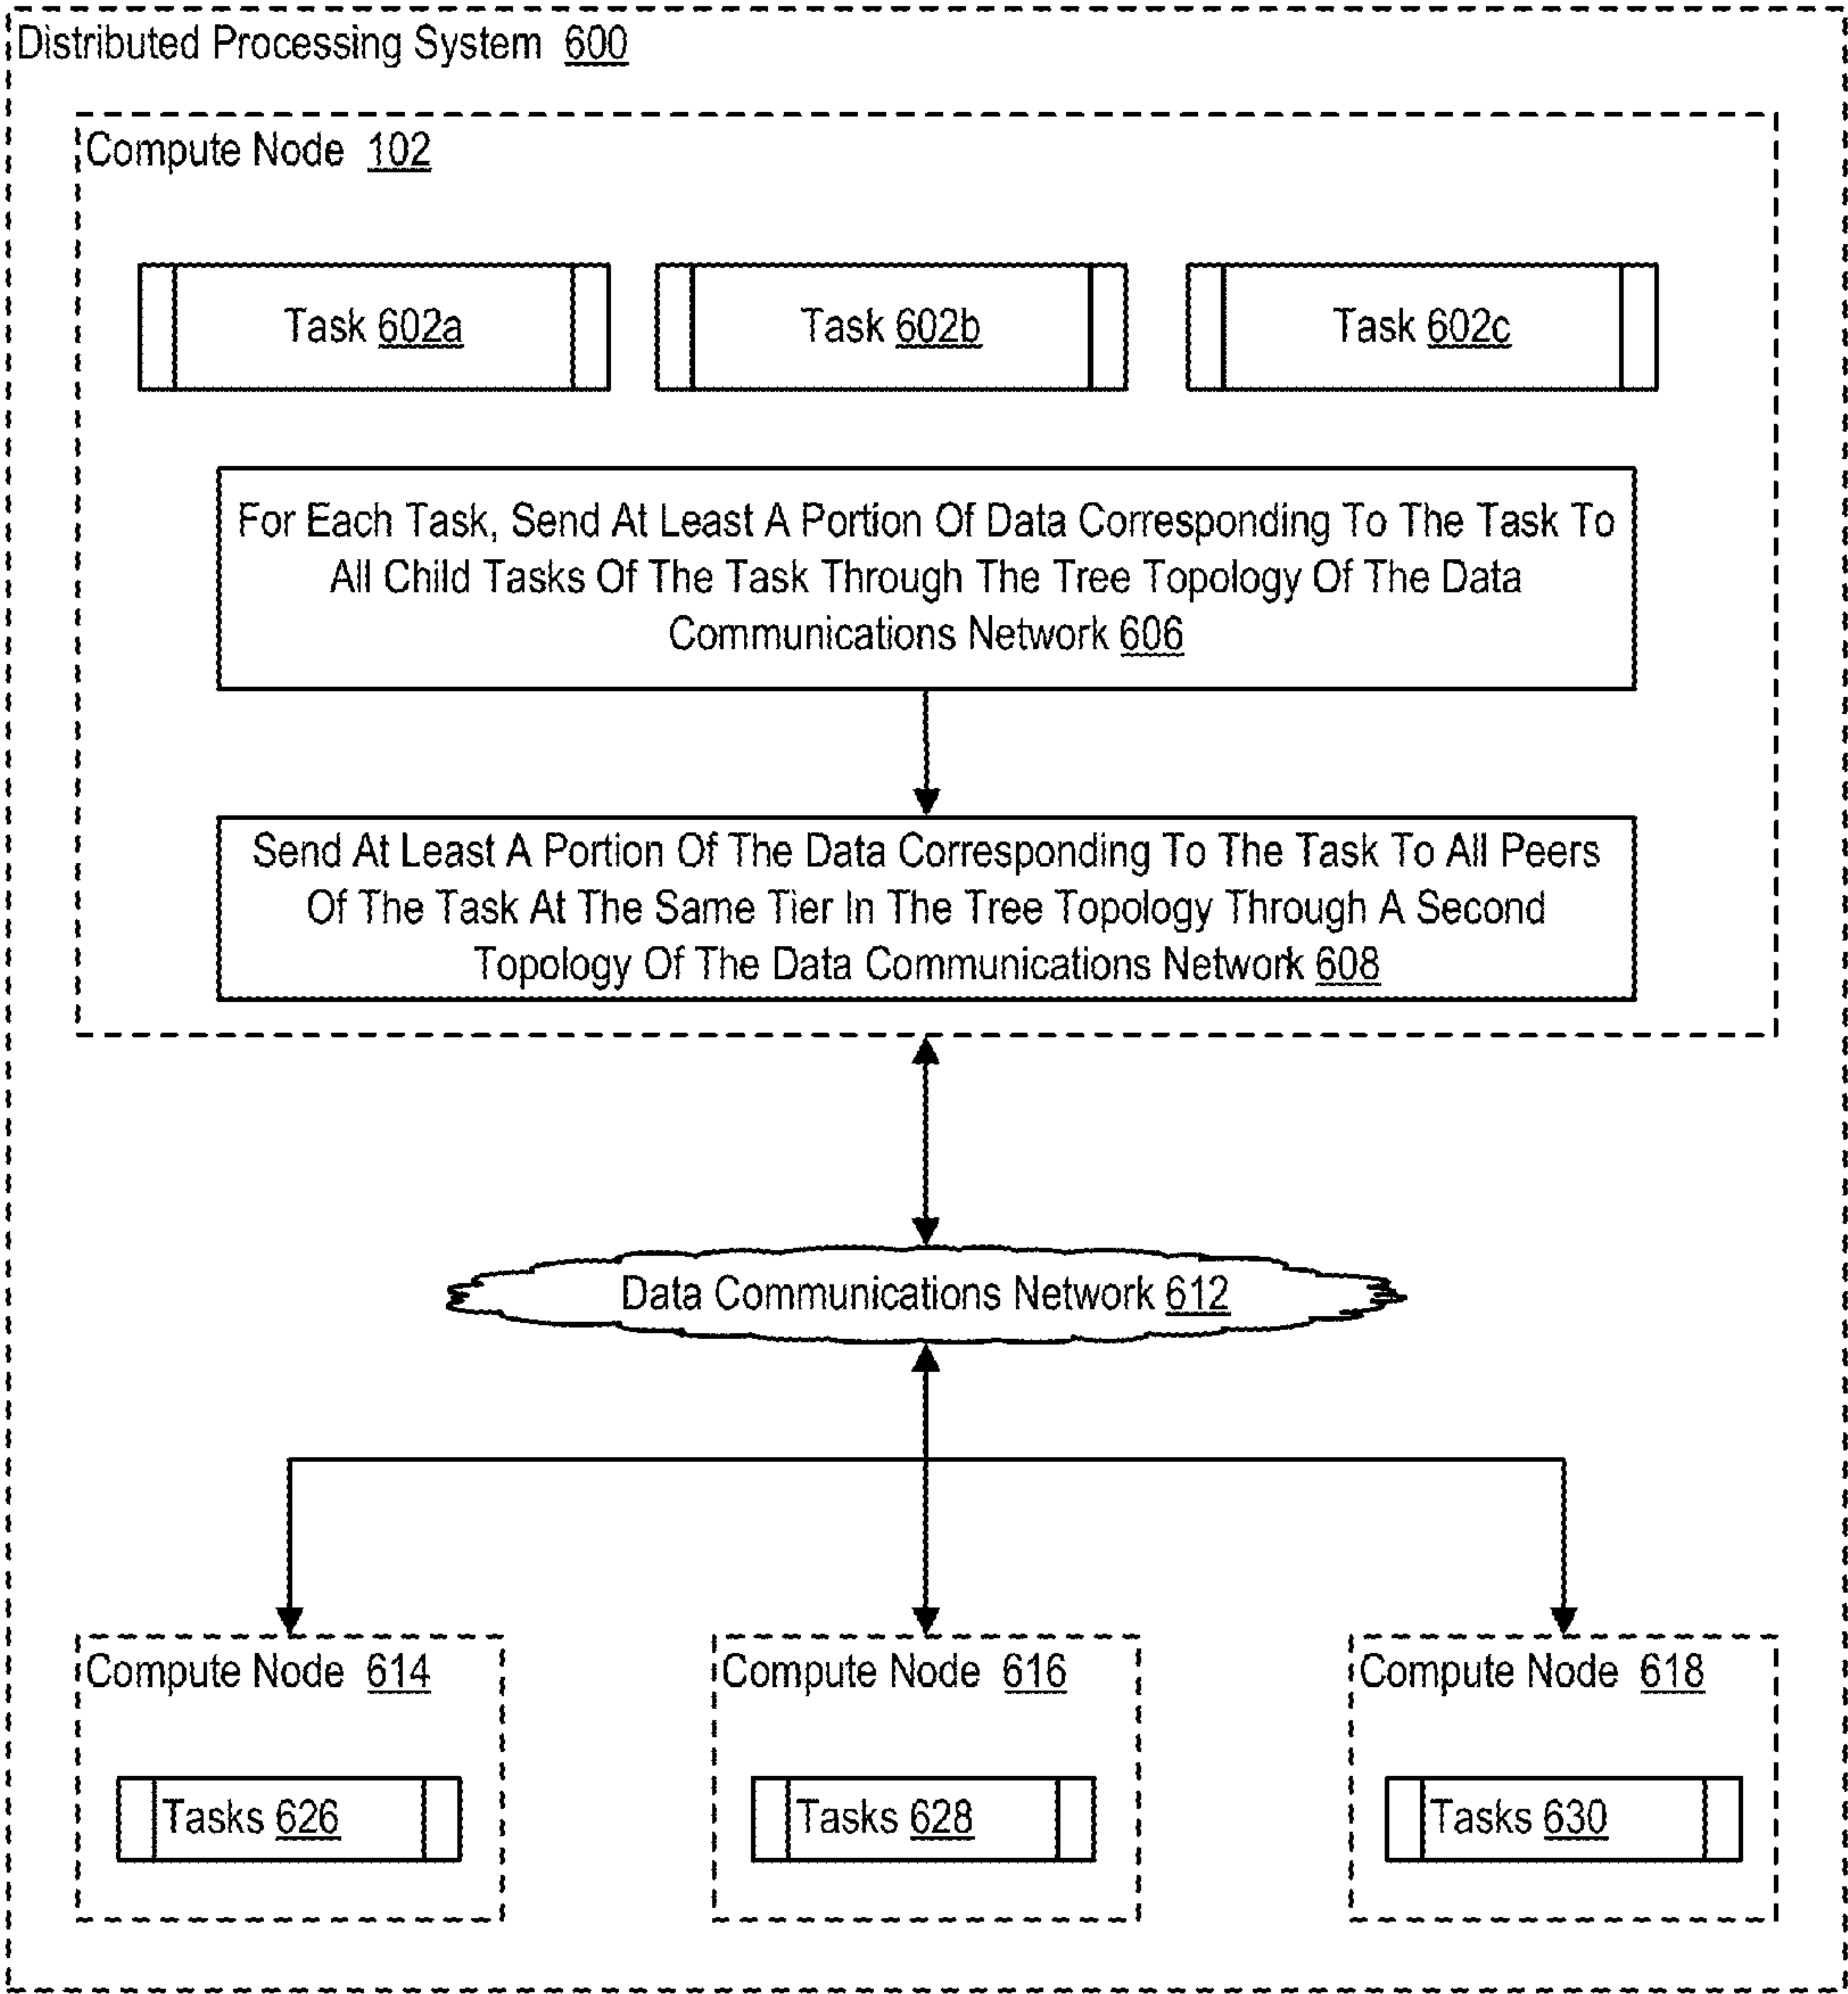 Distributed Processing System 600
Compute Node 102
Task 602a
Task 602b
Task 602c
For Each Task, Send At Least A Portion Of Data Corresponding To The Task To
All Child Tasks Of The Task Through The Tree Topology Of The Data
Communications Network 606
Send At Least A Portion Of The Data Corresponding To The Task To All Peers
Of The Task At The Same Tier In The Tree Topology Through A Second
Topology Of The Data Communications Network 608
Data Communications Network 612
Compute Node 614
Compute Node 616
Compute Node 618
Tasks 626
Tasks 628
Tasks 630